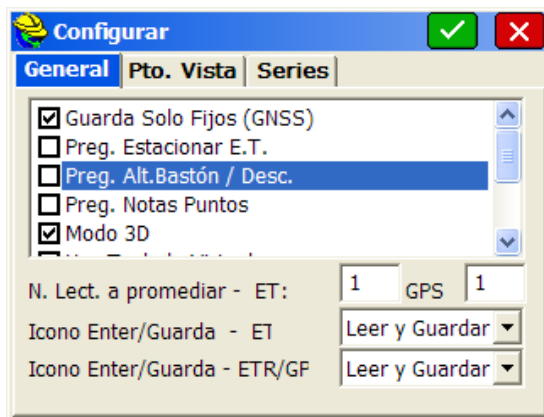 Configurar
General Pto. Vista Series
Guarda Solo Fijos (GNSS)
Preg. Estacionar E.T.
Preg. Alt.Bastón / Desc.
Preg. Notas Puntos
Modo 3D
N. Lect. a promediar - ET: 1 GPS 1
Icono Enter/Guarda - ET Leer y Guardar
Icono Enter/Guarda - ETR/GF Leer y Guardar